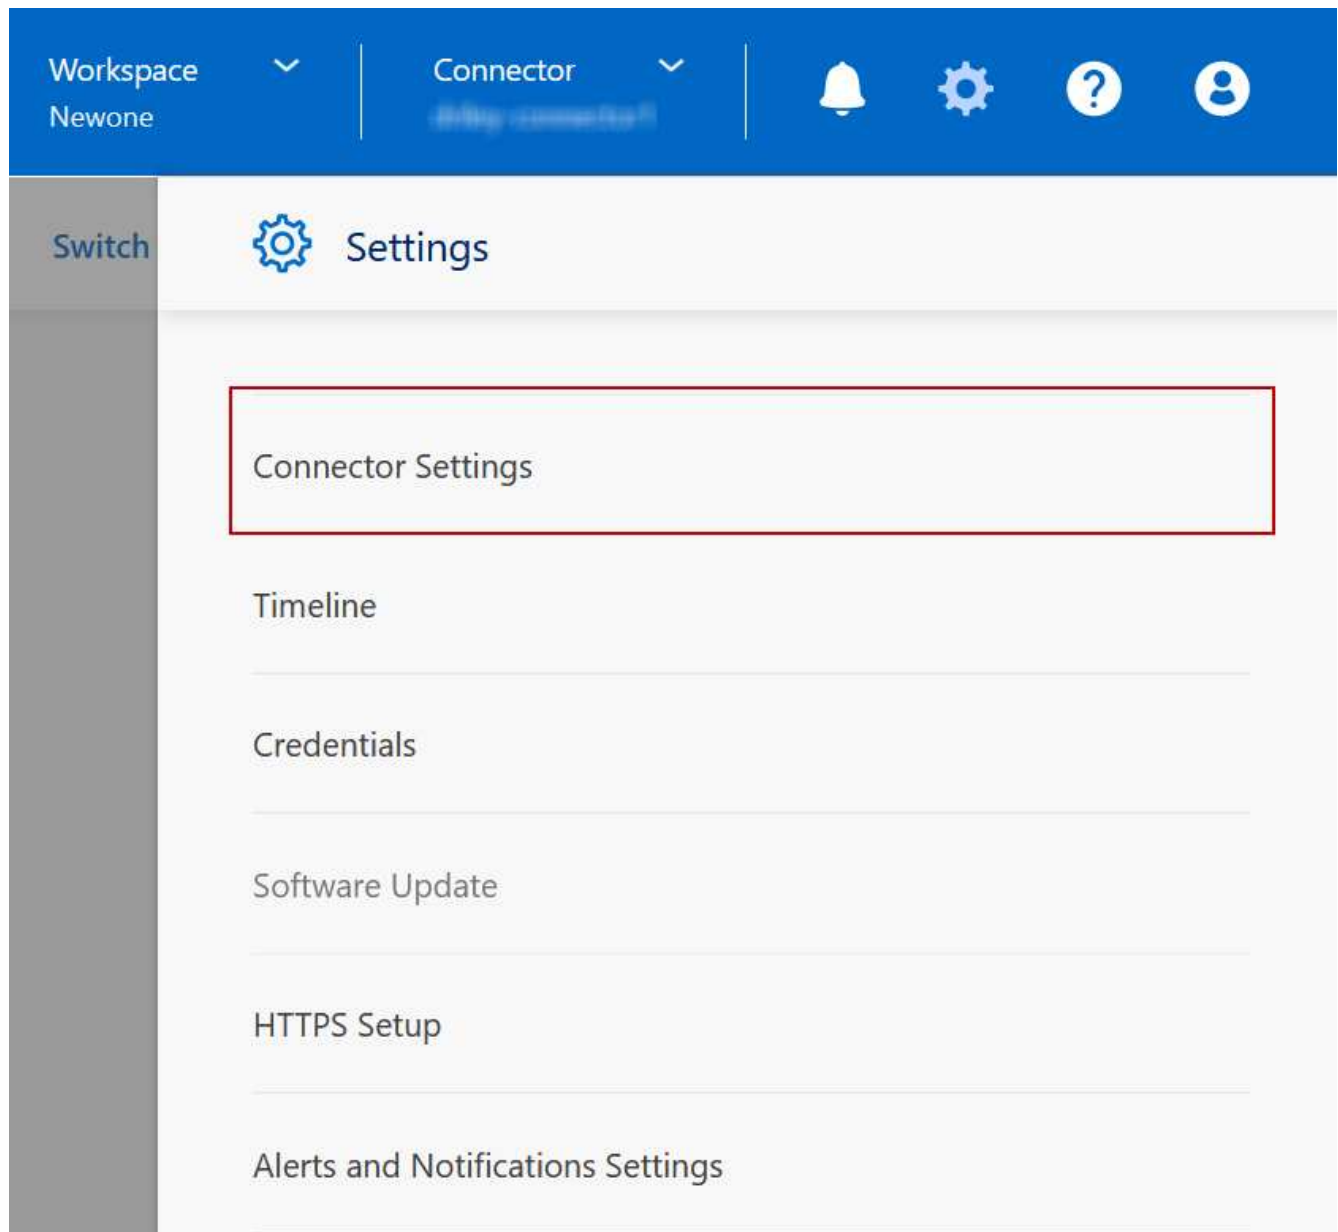 Workspace
Newone
Connector
Switch
Settings
Connector Settings
Timeline
Credentials
Software Update
HTTPS Setup
Alerts and Notifications Settings